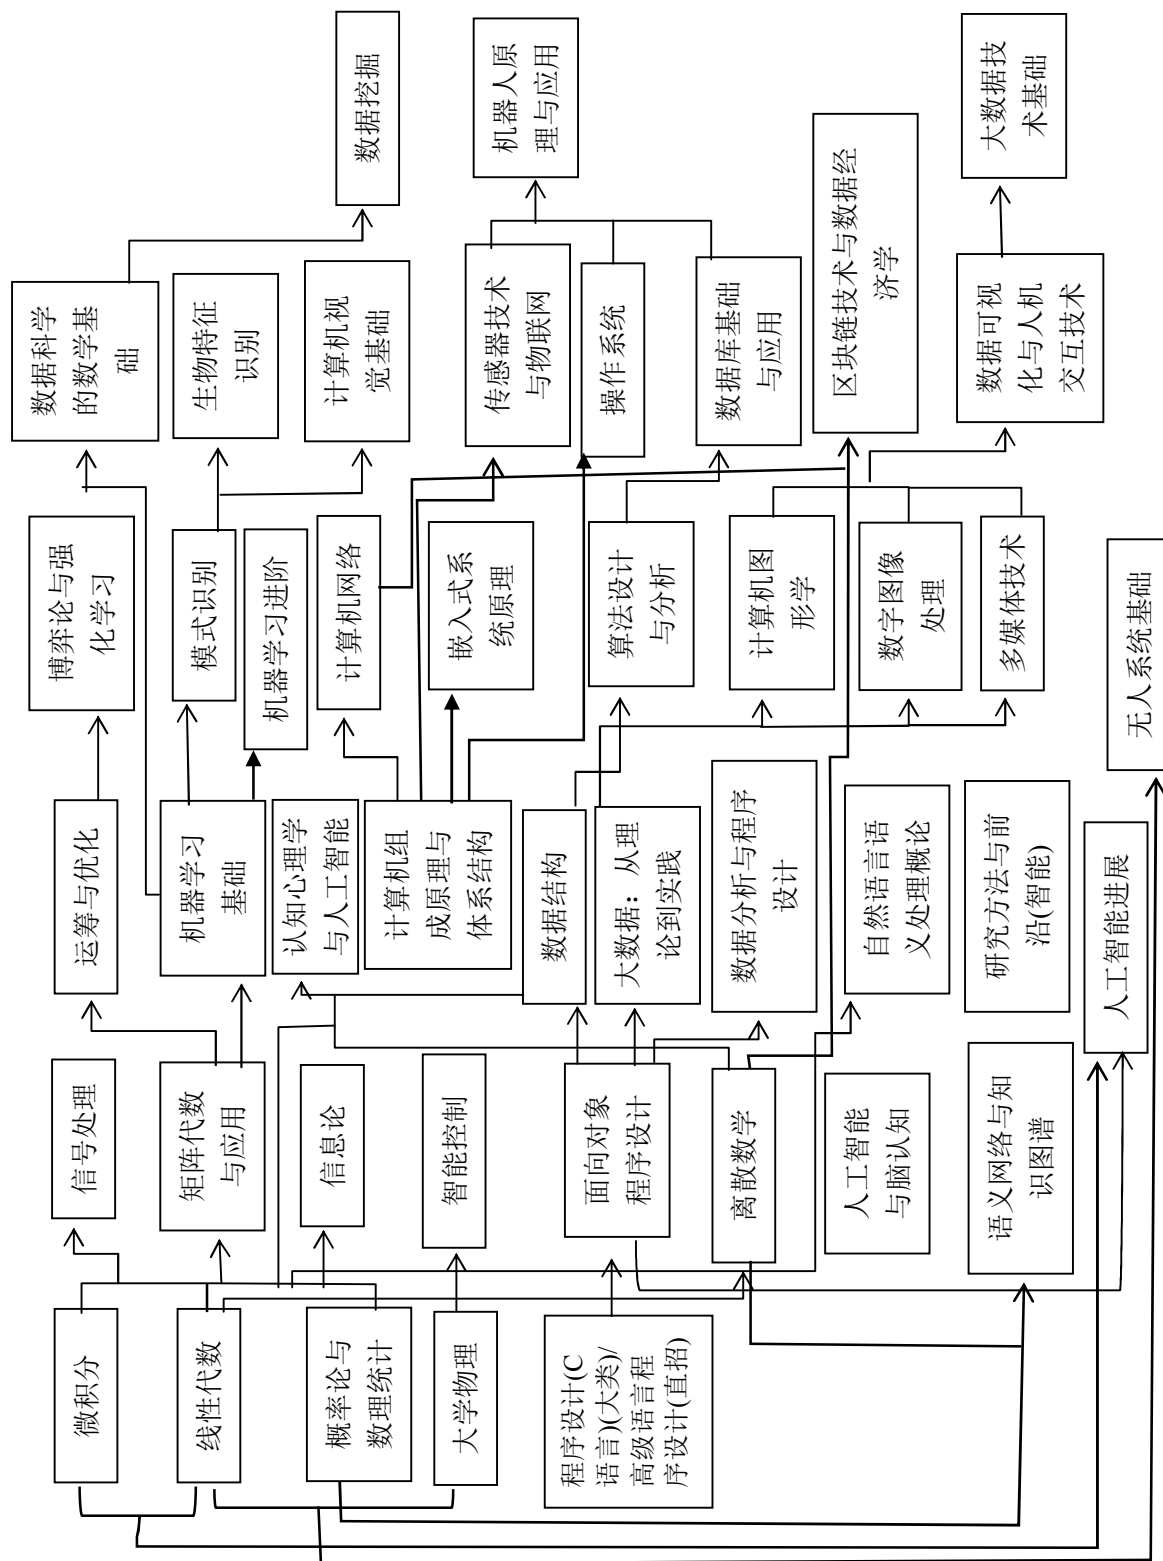 微积分
线性代数
概率论与
数理统计
大学物理
程序设计(C
语言)(大类)/
高级语言程
序设计(直招)
信号处理
矩阵代数
与应用
信息论
智能控制
面向对象
程序设计
离散数学
人工智能
与脑认知
语义网络与知
识图谱
运筹与优化
机器学习
基础
认知心理学
与人工智能
计算机组
成原理与
体系结构
数据结构
大数据：从理
论到实践
数据分析与程序
设计
自然语言语
义处理概论
研究方法与前
沿(智能)
人工智能进展
博弈论与强
化学习
模式识别
机器学习进阶
计算机网络
嵌入式系
统原理
算法设计
与分析
计算机图
形学
数字图像
处理
多媒体技术
无人系统基础
数据科学
的数学基
础
生物特征
识别
计算机视
觉基础
传感器技术
与物联网
操作系统
数据库基础
与应用
区块链技术与数据经
济学
数据可视
化与人机
交互技术
数据挖掘
机器人原
理与应用
大数据技
术基础